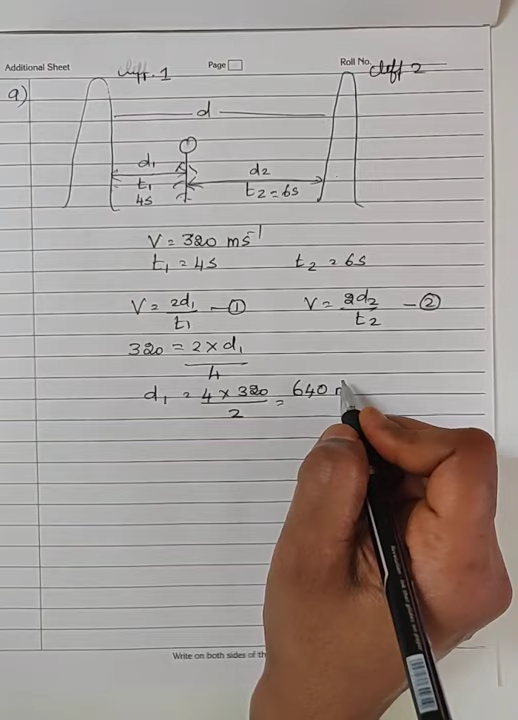 Additional Sheet
Page
Roll No.
cliff 1
cliff 2
a)
d
d₁
d₂
t₁
t₂ = 6s
4s
V = 320 ms⁻¹
t₁ = 4s t₂ = 6s
V = 2d₁/t₁ — ① V = 2d₂/t₂ — ②
320 = 2 × d₁/4
d₁ = 4 × 320/2 = 640
Write on both sides of th